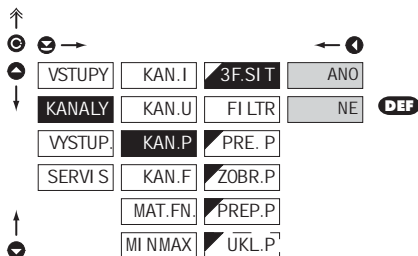 VSTUPY KAN.I 3F.SIT ANO
KANALY KAN.U FILTR NE DEF
VYSTUP. KAN.P PRE. P
SERVIS KAN.F ZOBR.P
MAT.FN. PREP.P
MINMAX UKL.P